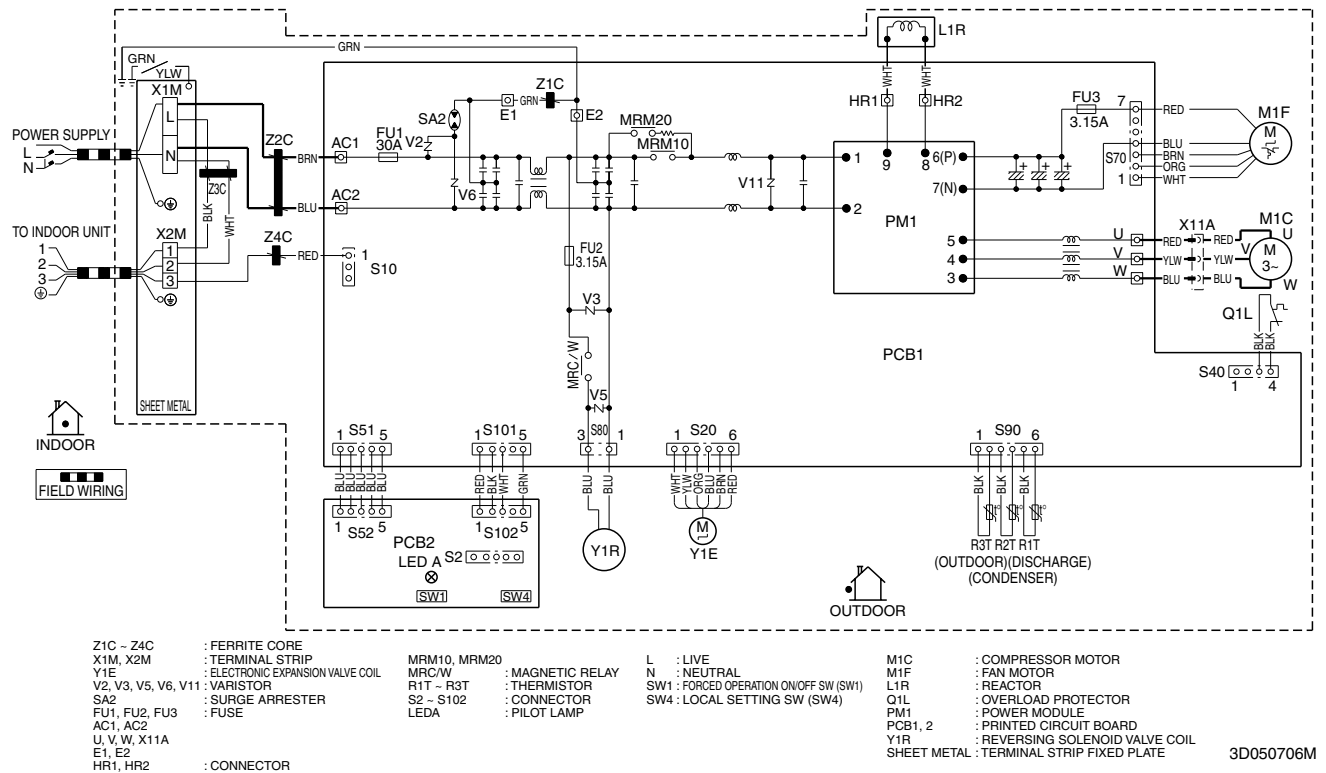 L1R
GRN
GRN
YLW
X1M
WHT
WHT
Z1C
SA2
GRN
E1
E2
HR1
HR2
FU3
3.15A
7
RED
M1F
M
MRM20
MRM10
POWER SUPPLY
L
N
L
N
Z2C
BRN
AC1
FU1
30A
V2
9
8
1
6(P)
BLU
BRN
ORG
WHT
S70
1
Z3C
V6
V11
7(N)
2
PM1
BLU
AC2
BLK
WHT
TO INDOOR UNIT
1
2
3
X2M
1
2
3
Z4C
RED
1
S10
FU2
3.15A
5
4
3
U
V
W
X11A
RED
YLW
BLU
RED
YLW
BLU
M1C
U
V
W
M
3~
V3
Q1L
BLK
BLK
MRC/W
PCB1
S40
1
4
V5
SHEET METAL
INDOOR
FIELD WIRING
1 S51 5
1 S101 5
3 S80 1
1 S20 6
1 S90 6
BLU
BLU
BLU
BLU
BLU
RED
BLK
WHT
GRN
BLU
BLU
WHT
YLW
ORG
BLU
BRN
RED
BLK
BLK
BLK
t°
t°
t°
1 S52 5
1 S102 5
PCB2
LED A
S2
SW1
SW4
Y1R
M
Y1E
R3T R2T R1T
(OUTDOOR)(DISCHARGE)
(CONDENSER)
OUTDOOR
Z1C ~ Z4C : FERRITE CORE
X1M, X2M : TERMINAL STRIP
Y1E : ELECTRONIC EXPANSION VALVE COIL
V2, V3, V5, V6, V11 : VARISTOR
SA2 : SURGE ARRESTER
FU1, FU2, FU3 : FUSE
AC1, AC2
U, V, W, X11A
E1, E2
HR1, HR2 : CONNECTOR
MRM10, MRM20
MRC/W : MAGNETIC RELAY
R1T ~ R3T : THERMISTOR
S2 ~ S102 : CONNECTOR
LEDA : PILOT LAMP
L : LIVE
N : NEUTRAL
SW1 : FORCED OPERATION ON/OFF SW (SW1)
SW4 : LOCAL SETTING SW (SW4)
M1C : COMPRESSOR MOTOR
M1F : FAN MOTOR
L1R : REACTOR
Q1L : OVERLOAD PROTECTOR
PM1 : POWER MODULE
PCB1, 2 : PRINTED CIRCUIT BOARD
Y1R : REVERSING SOLENOID VALVE COIL
SHEET METAL : TERMINAL STRIP FIXED PLATE
3D050706M